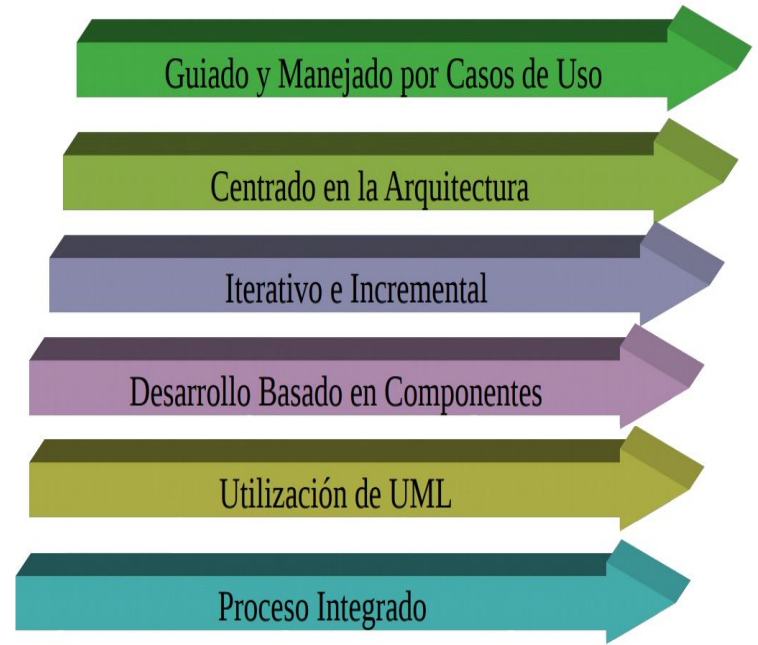 Guiado y Manejado por Casos de Uso
Centrado en la Arquitectura
Iterativo e Incremental
Desarrollo Basado en Componentes
Utilización de UML
Proceso Integrado